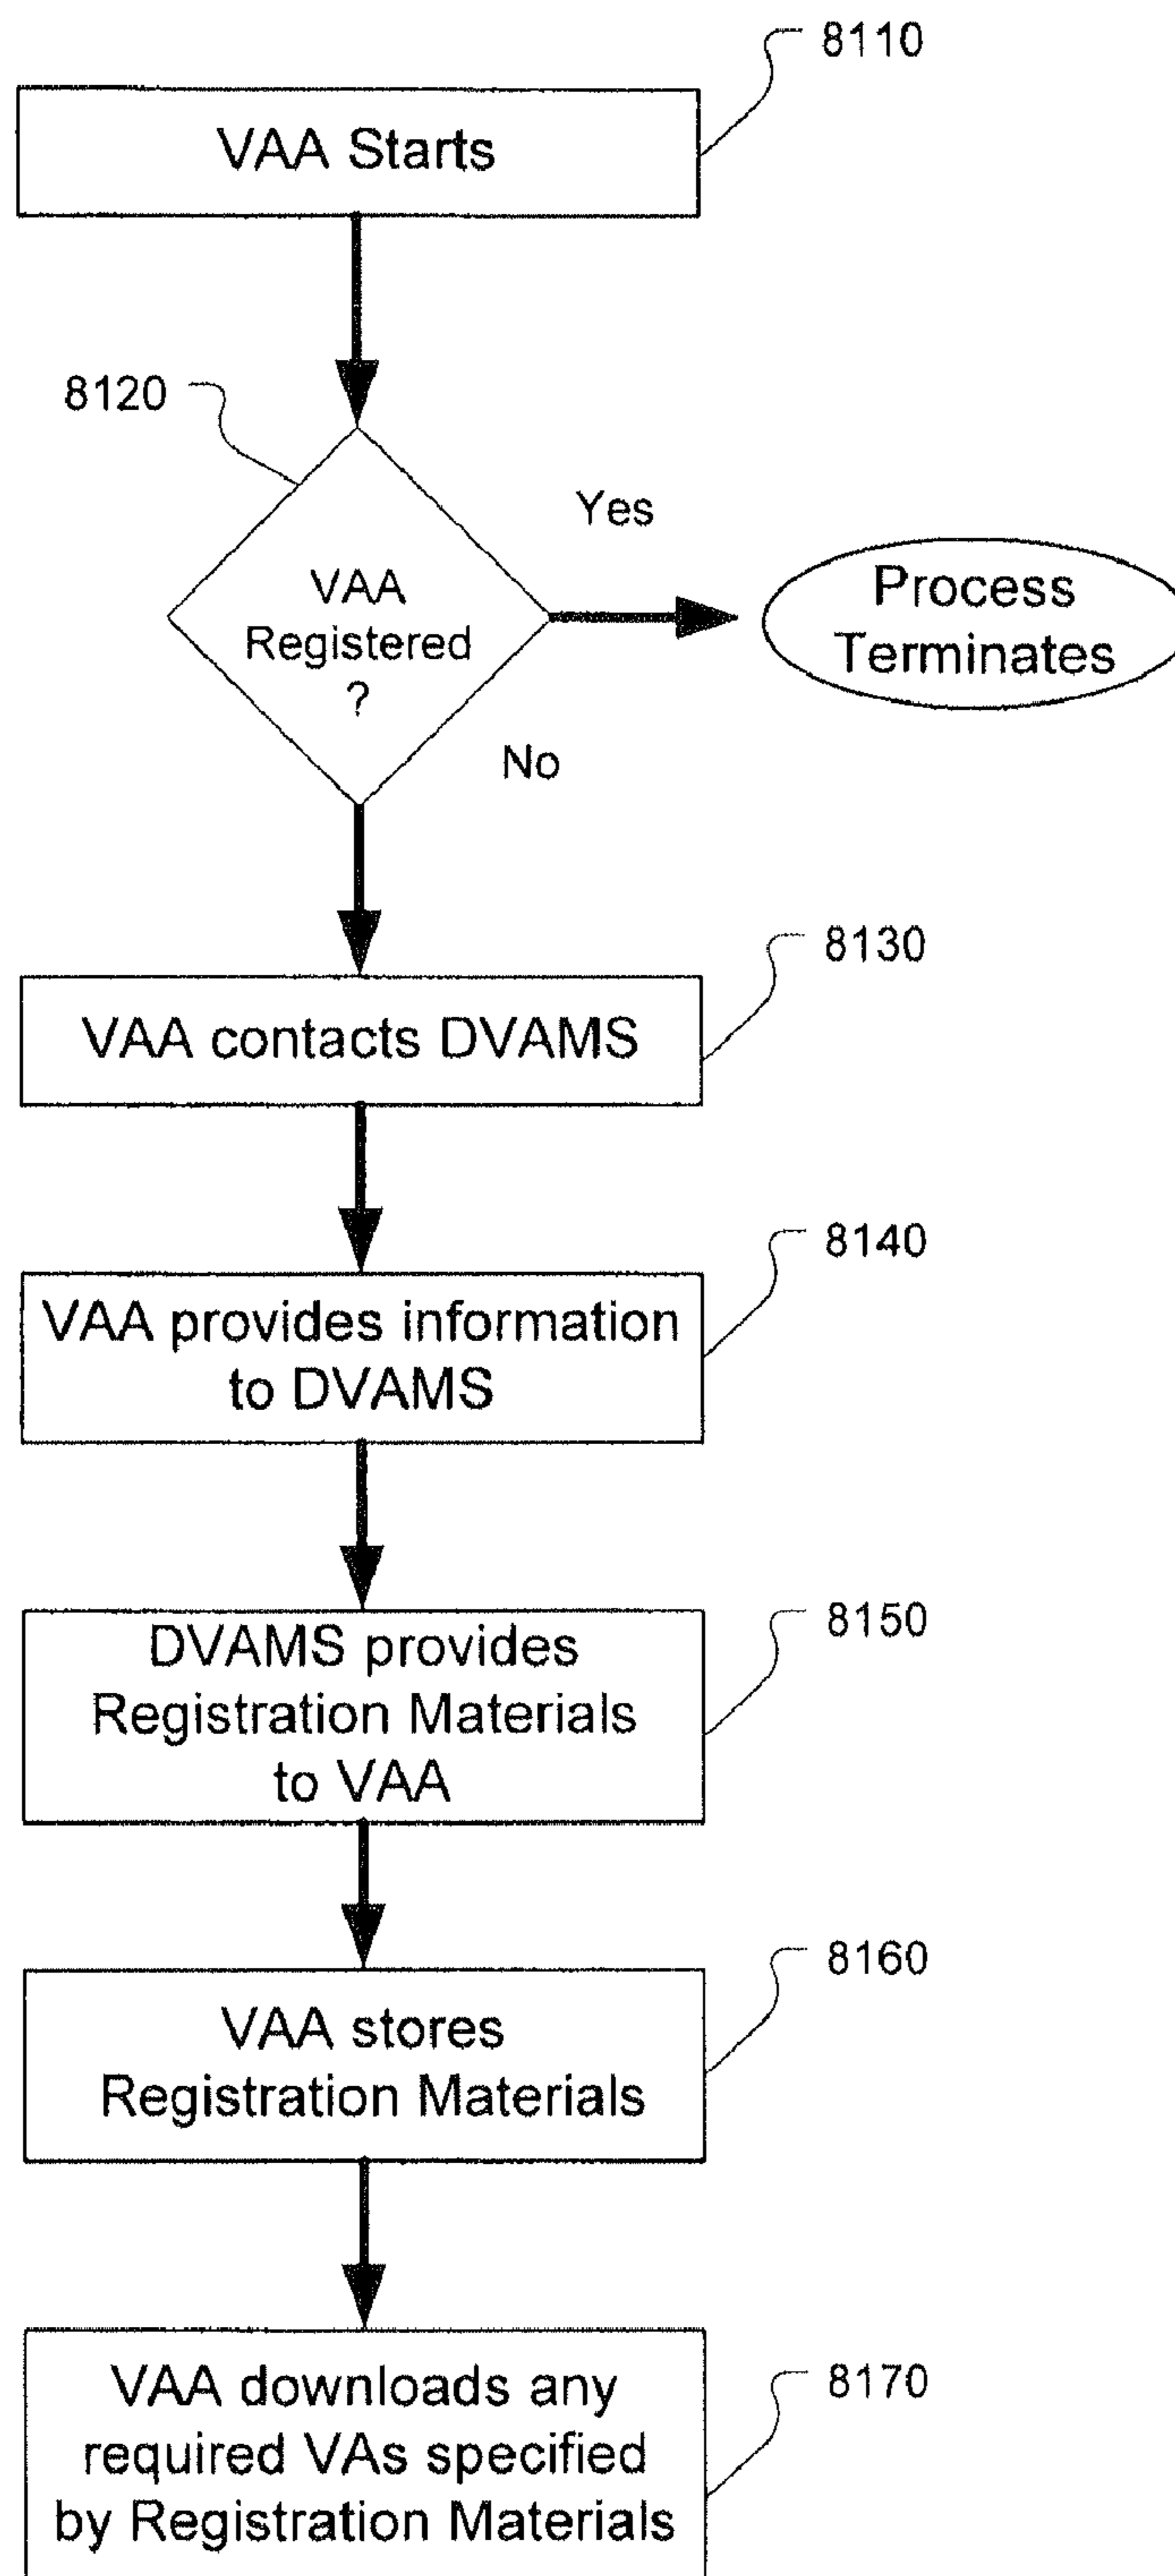 8110
VAA Starts
8120
VAA
Registered
?
Yes
Process
Terminates
No
8130
VAA contacts DVAMS
8140
VAA provides information
to DVAMS
8150
DVAMS provides
Registration Materials
to VAA
8160
VAA stores
Registration Materials
8170
VAA downloads any
required VAs specified
by Registration Materials